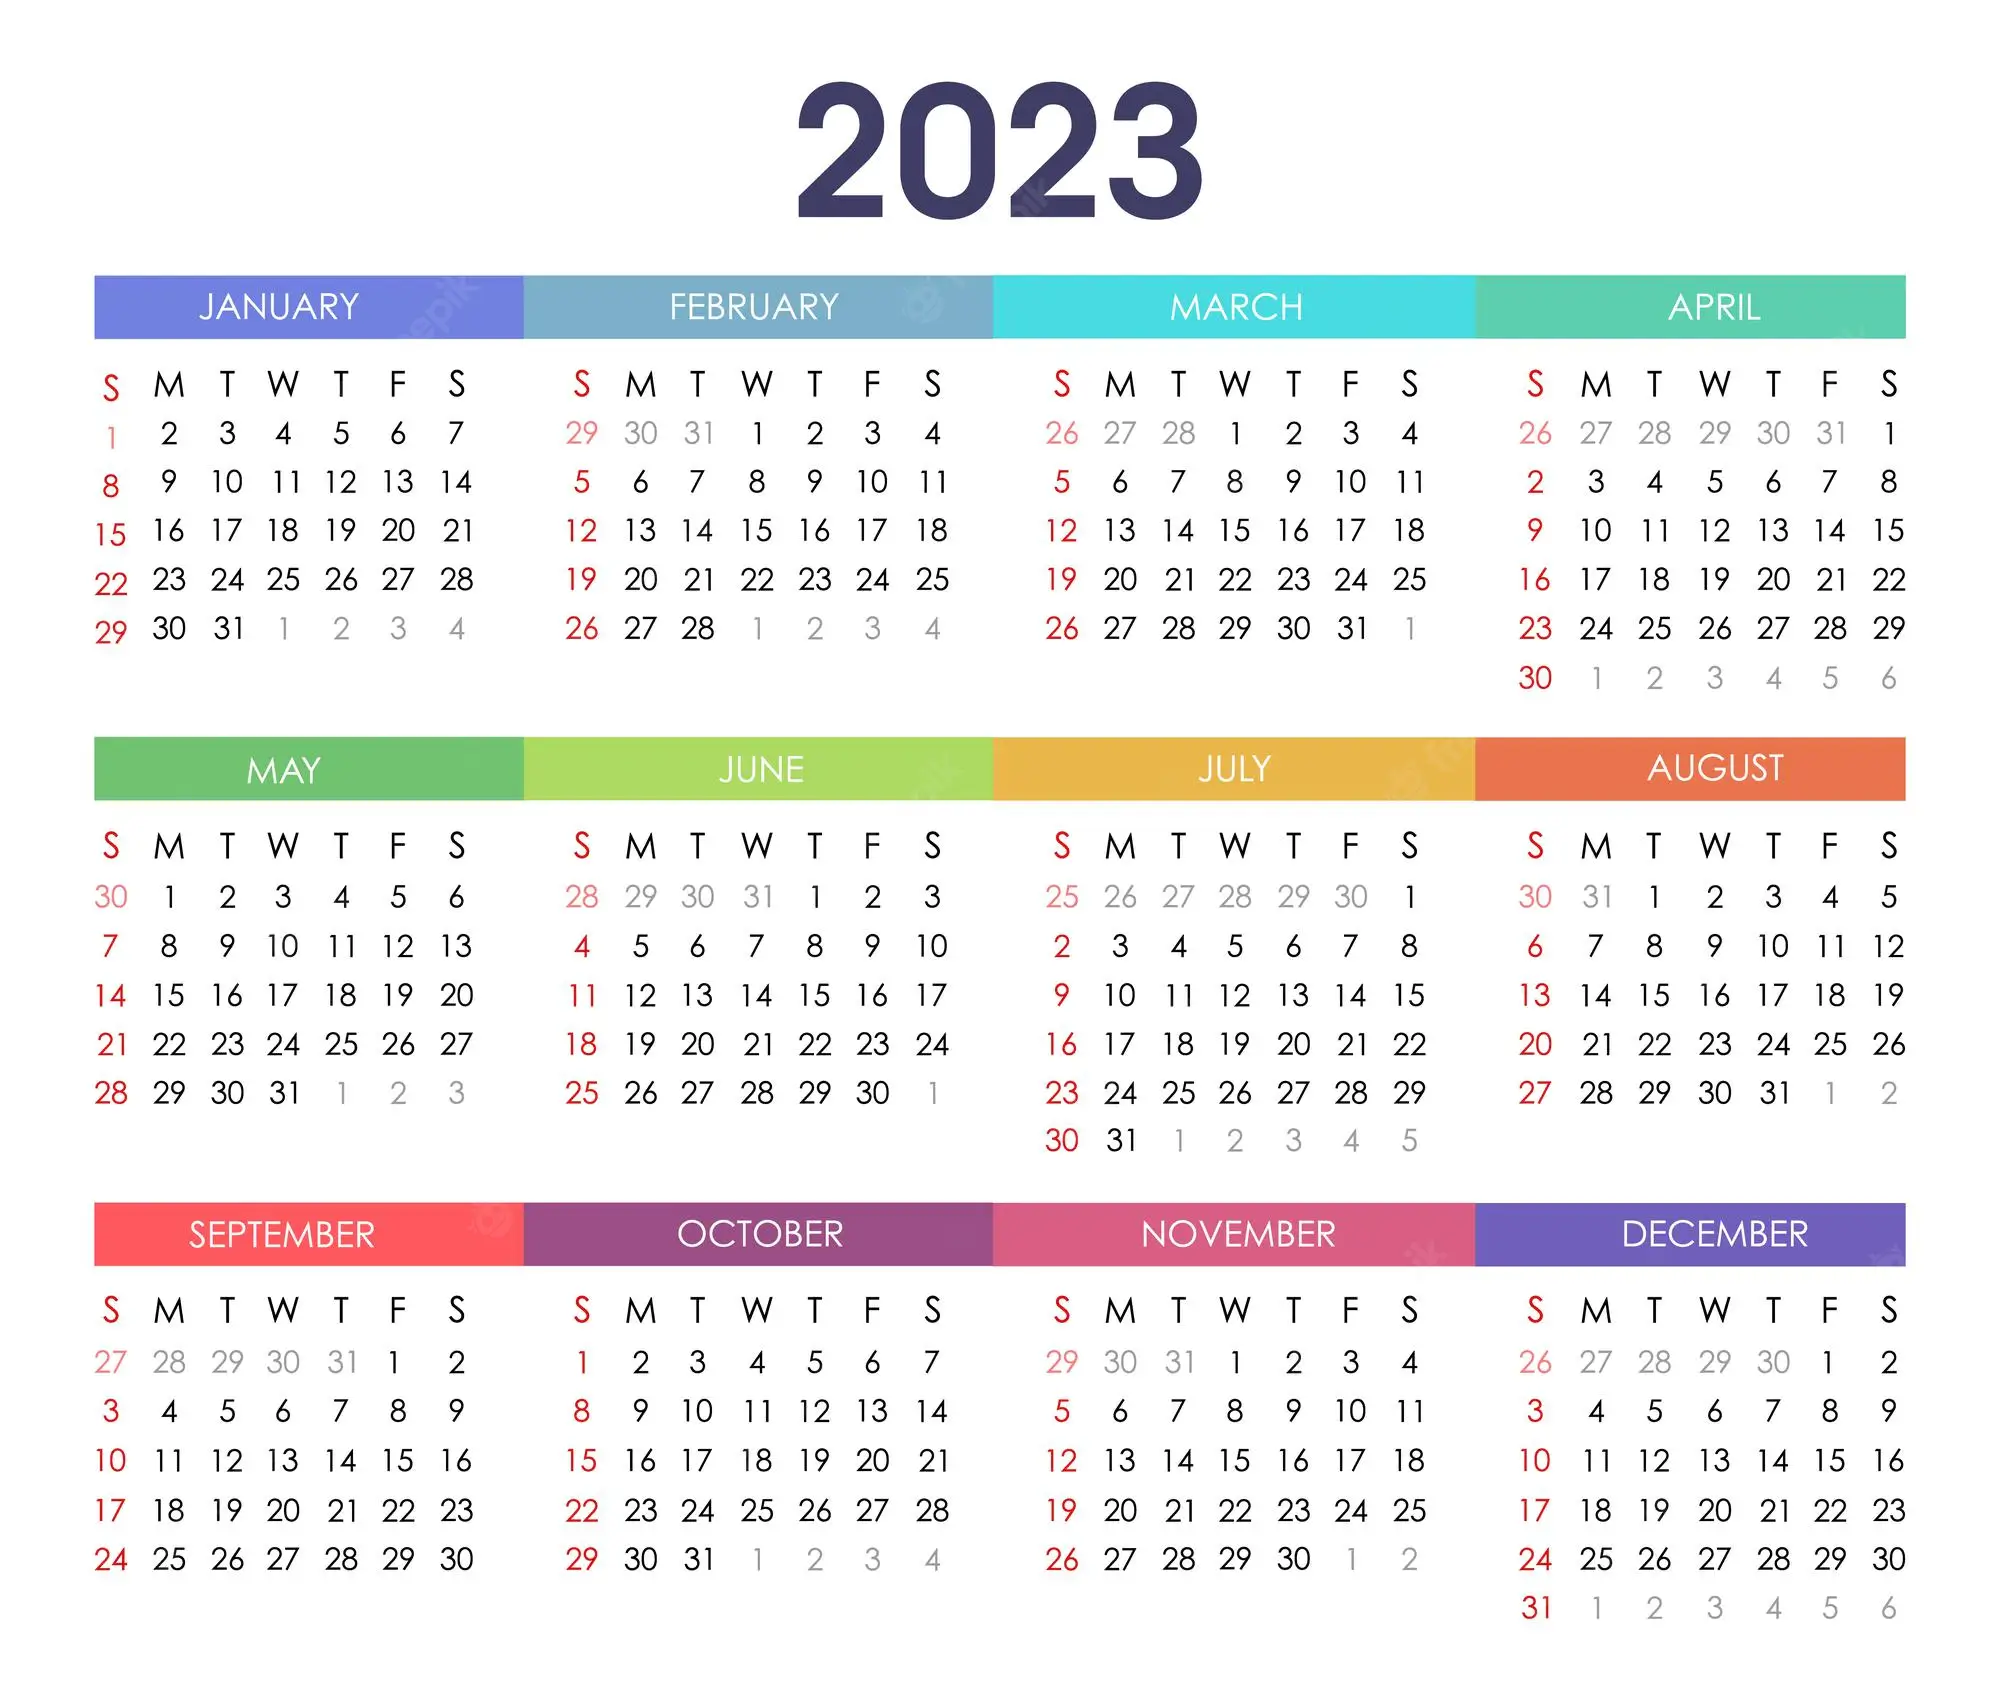 2023
JANUARY FEBRUARY MARCH APRIL
S M T W T F S S M T W T F S S M T W T F S S M T W T F S
1 2 3 4 5 6 7 29 30 31 1 2 3 4 26 27 28 1 2 3 4 26 27 28 29 30 31 1
8 9 10 11 12 13 14 5 6 7 8 9 10 11 5 6 7 8 9 10 11 2 3 4 5 6 7 8
15 16 17 18 19 20 21 12 13 14 15 16 17 18 12 13 14 15 16 17 18 9 10 11 12 13 14 15
22 23 24 25 26 27 28 19 20 21 22 23 24 25 19 20 21 22 23 24 25 16 17 18 19 20 21 22
29 30 31 1 2 3 4 26 27 28 1 2 3 4 26 27 28 29 30 31 1 23 24 25 26 27 28 29
30 1 2 3 4 5 6
MAY JUNE JULY AUGUST
S M T W T F S S M T W T F S S M T W T F S S M T W T F S
30 1 2 3 4 5 6 28 29 30 31 1 2 3 25 26 27 28 29 30 1 30 31 1 2 3 4 5
7 8 9 10 11 12 13 4 5 6 7 8 9 10 2 3 4 5 6 7 8 6 7 8 9 10 11 12
14 15 16 17 18 19 20 11 12 13 14 15 16 17 9 10 11 12 13 14 15 13 14 15 16 17 18 19
21 22 23 24 25 26 27 18 19 20 21 22 23 24 16 17 18 19 20 21 22 20 21 22 23 24 25 26
28 29 30 31 1 2 3 25 26 27 28 29 30 1 23 24 25 26 27 28 29 27 28 29 30 31 1 2
30 31 1 2 3 4 5
SEPTEMBER OCTOBER NOVEMBER DECEMBER
S M T W T F S S M T W T F S S M T W T F S S M T W T F S
27 28 29 30 31 1 2 1 2 3 4 5 6 7 29 30 31 1 2 3 4 26 27 28 29 30 1 2
3 4 5 6 7 8 9 8 9 10 11 12 13 14 5 6 7 8 9 10 11 3 4 5 6 7 8 9
10 11 12 13 14 15 16 15 16 17 18 19 20 21 12 13 14 15 16 17 18 10 11 12 13 14 15 16
17 18 19 20 21 22 23 22 23 24 25 26 27 28 19 20 21 22 23 24 25 17 18 19 20 21 22 23
24 25 26 27 28 29 30 29 30 31 1 2 3 4 26 27 28 29 30 1 2 24 25 26 27 28 29 30
31 1 2 3 4 5 6